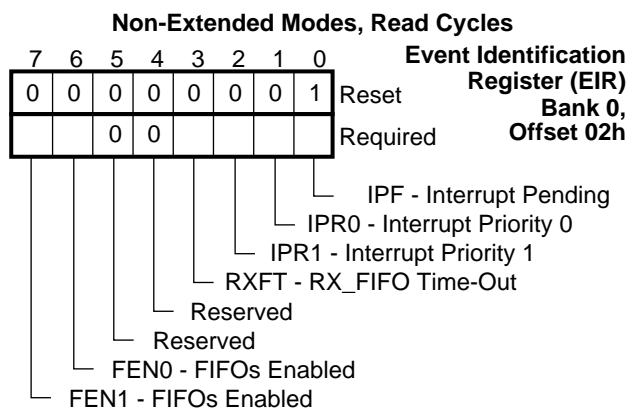 Non-Extended Modes, Read Cycles
7 6 5 4 3 2 1 0
Event Identification
Register (EIR)
Bank 0,
Offset 02h
0 0 0 0 0 0 0 1 Reset
0 0 Required
IPF - Interrupt Pending
IPR0 - Interrupt Priority 0
IPR1 - Interrupt Priority 1
RXFT - RX_FIFO Time-Out
Reserved
Reserved
FEN0 - FIFOs Enabled
FEN1 - FIFOs Enabled